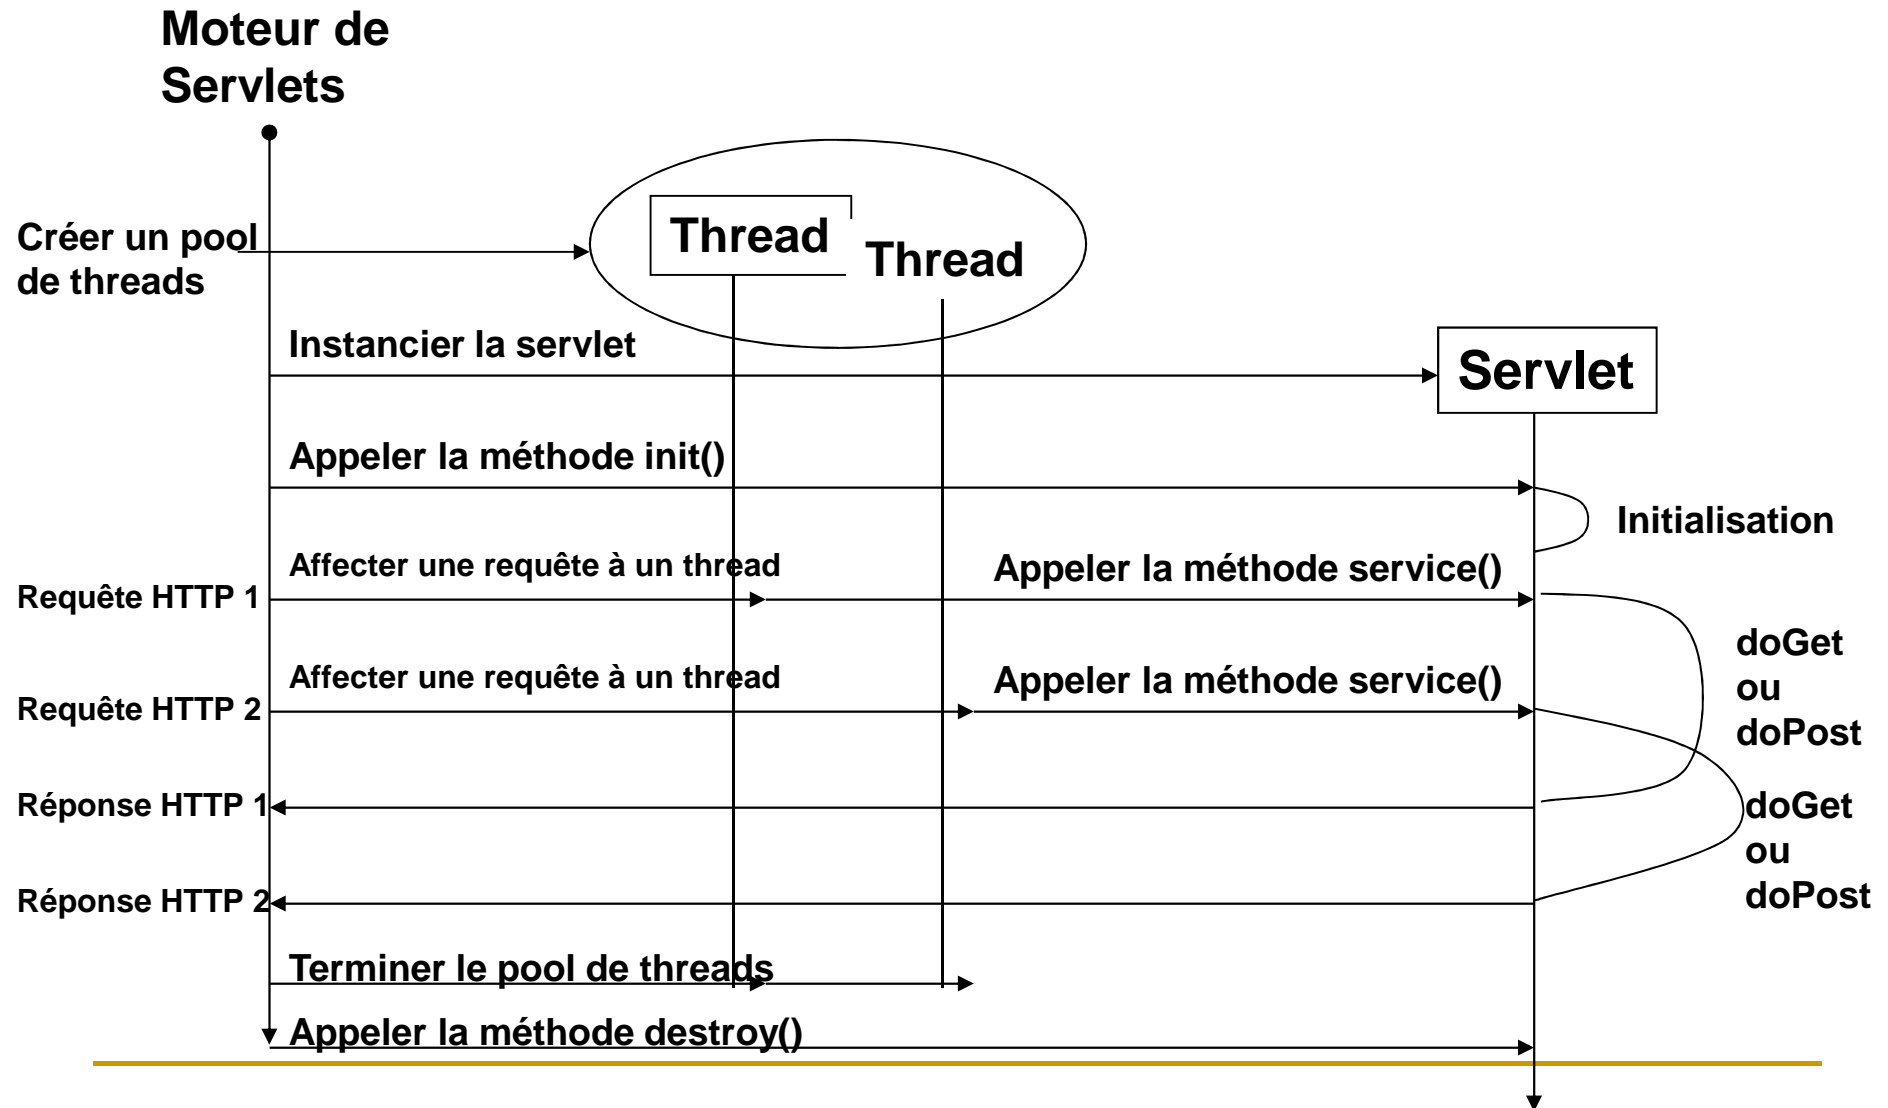 Moteur de
Servlets
Créer un pool
de threads
Thread
Thread
Instancier la servlet
Servlet
Appeler la méthode init()
Initialisation
Affecter une requête à un thread
Appeler la méthode service()
Requête HTTP 1
doGet
ou
doPost
Affecter une requête à un thread
Appeler la méthode service()
Requête HTTP 2
Réponse HTTP 1
doGet
ou
doPost
Réponse HTTP 2
Terminer le pool de threads
Appeler la méthode destroy()